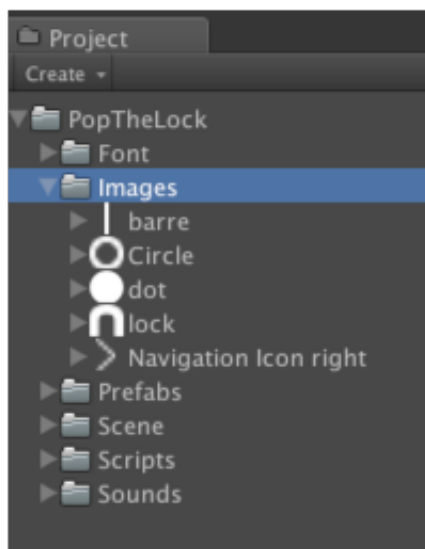 Project
Create
PopTheLock
Font
Images
barre
Circle
dot
lock
Navigation Icon right
Prefabs
Scene
Scripts
Sounds